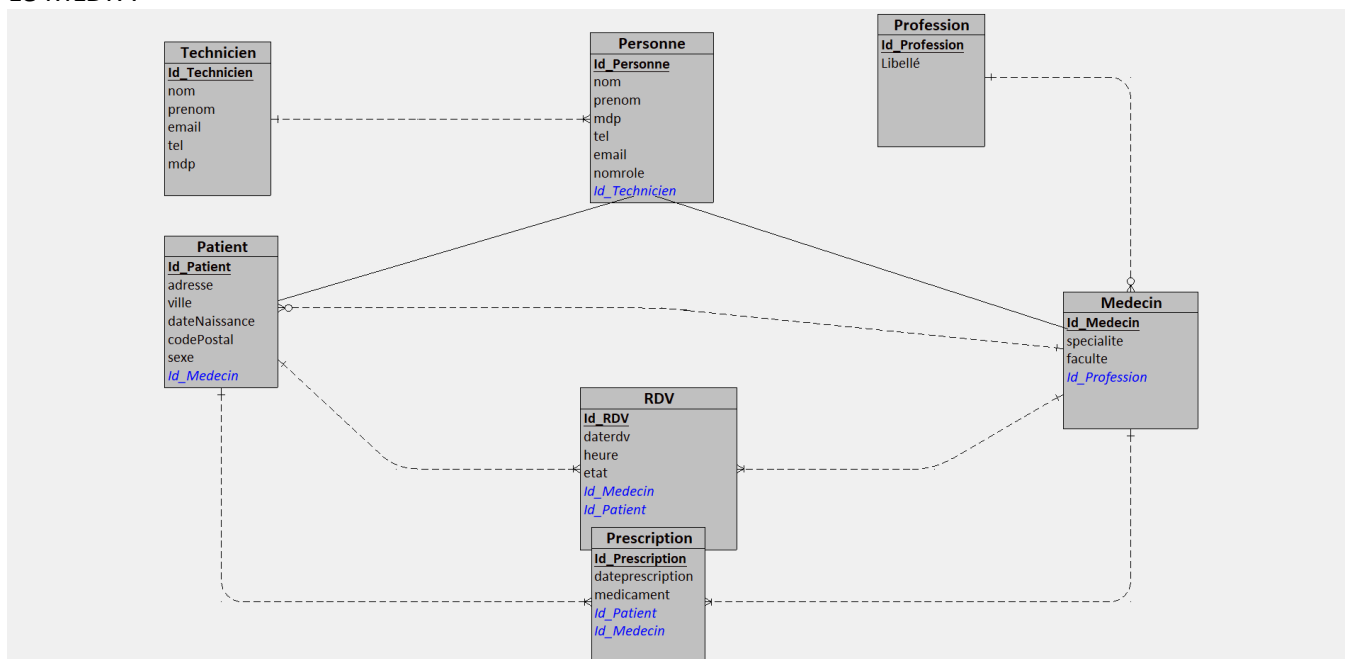 Technicien
Id_Technicien
nom
prenom
email
tel
mdp
Personne
Id_Personne
nom
prenom
mdp
tel
email
nomrole
Id_Technicien
Profession
Id_Profession
Libellé
Patient
Id_Patient
adresse
ville
dateNaissance
codePostal
sexe
Id_Medecin
Medecin
Id_Medecin
specialite
faculte
Id_Profession
RDV
Id_RDV
daterdv
heure
etat
Id_Medecin
Id_Patient
Prescription
Id_Prescription
dateprescription
medicament
Id_Patient
Id_Medecin